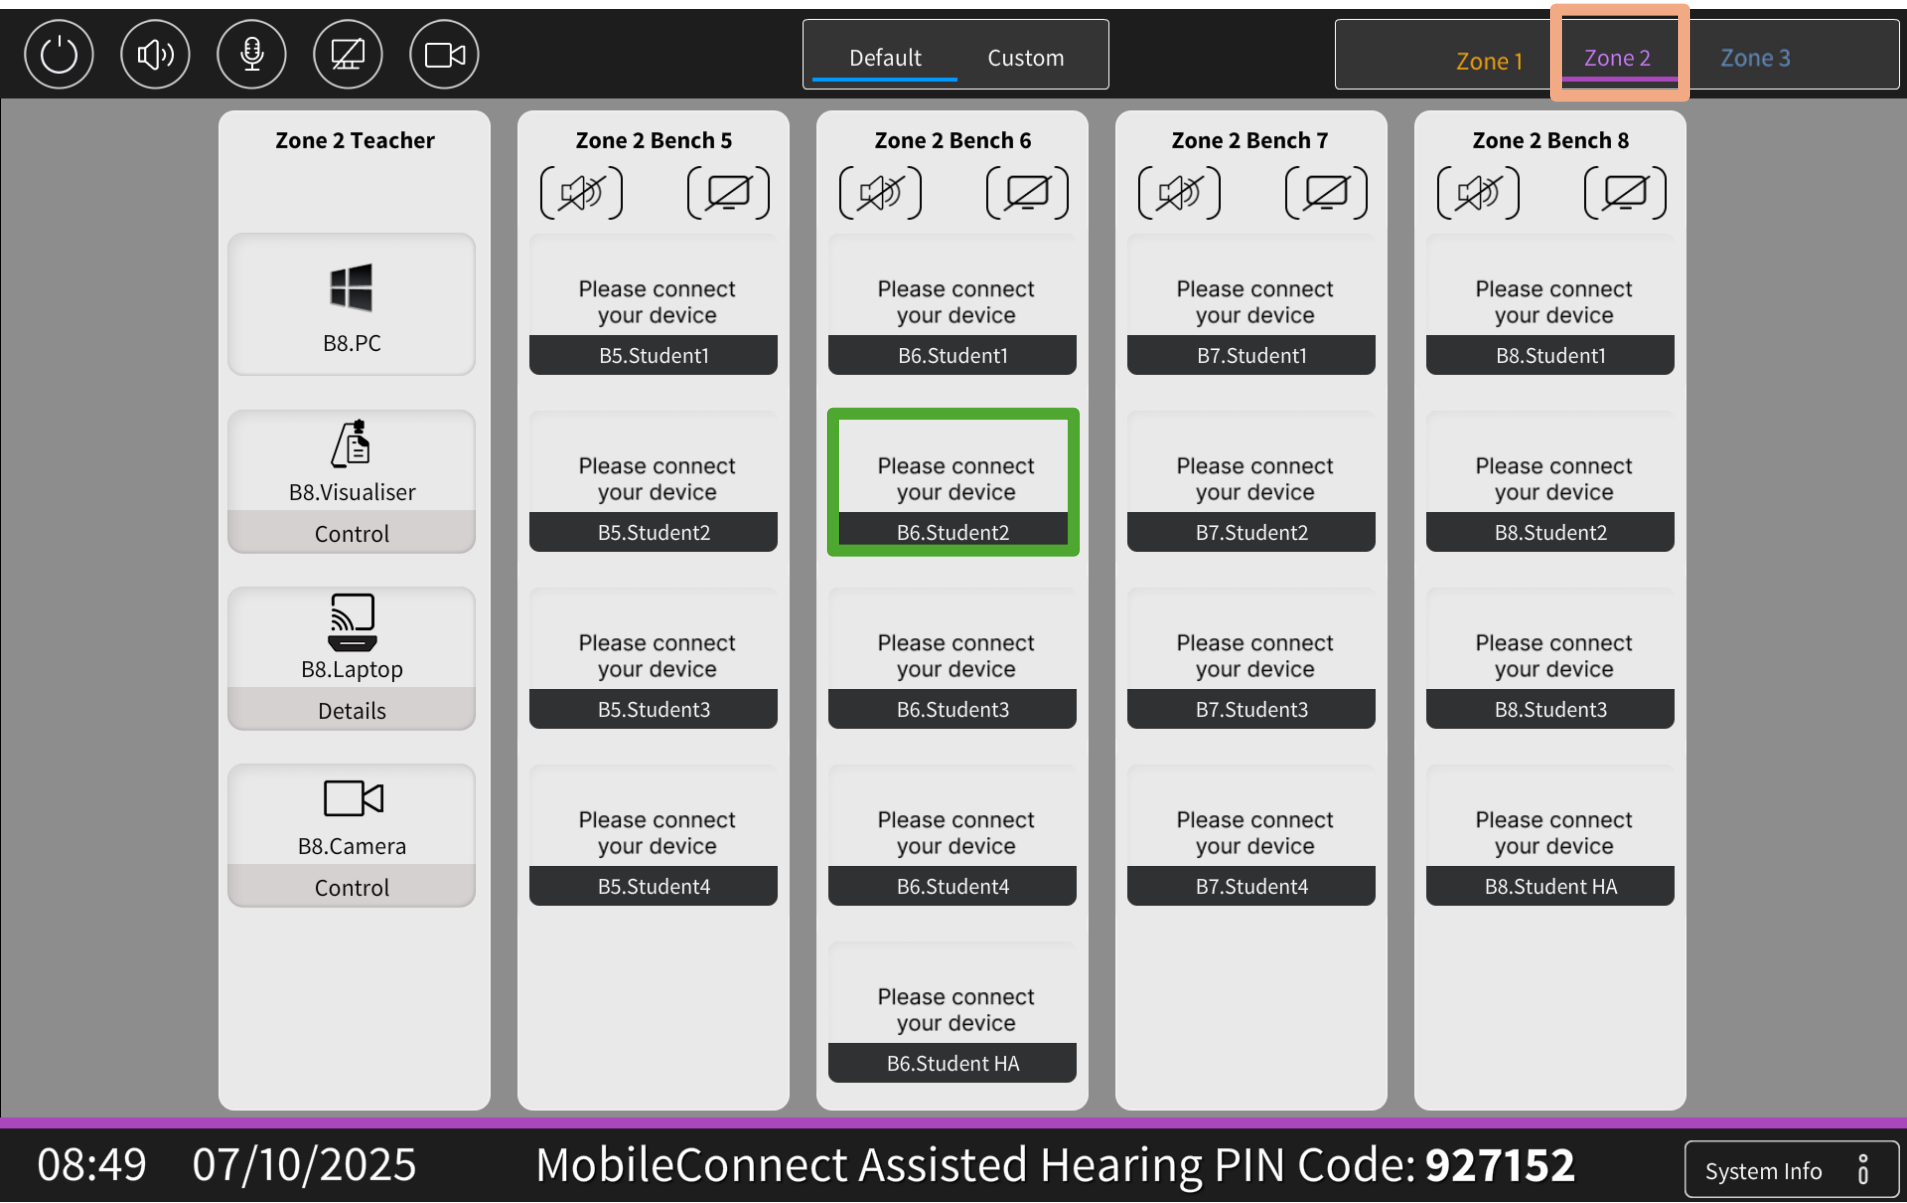 Default
Custom
Zone 1
Zone 2
Zone 3
Zone 2 Teacher
B8.PC
B8.Visualiser
Control
B8.Laptop
Details
B8.Camera
Control
Zone 2 Bench 5
Please connect
your device
B5.Student1
Please connect
your device
B5.Student2
Please connect
your device
B5.Student3
Please connect
your device
B5.Student4
Zone 2 Bench 6
Please connect
your device
B6.Student1
Please connect
your device
B6.Student2
Please connect
your device
B6.Student3
Please connect
your device
B6.Student4
Please connect
your device
B6.Student HA
Zone 2 Bench 7
Please connect
your device
B7.Student1
Please connect
your device
B7.Student2
Please connect
your device
B7.Student3
Please connect
your device
B7.Student4
Zone 2 Bench 8
Please connect
your device
B8.Student1
Please connect
your device
B8.Student2
Please connect
your device
B8.Student3
Please connect
your device
B8.Student HA
08:49
07/10/2025
MobileConnect Assisted Hearing PIN Code: 927152
System Info